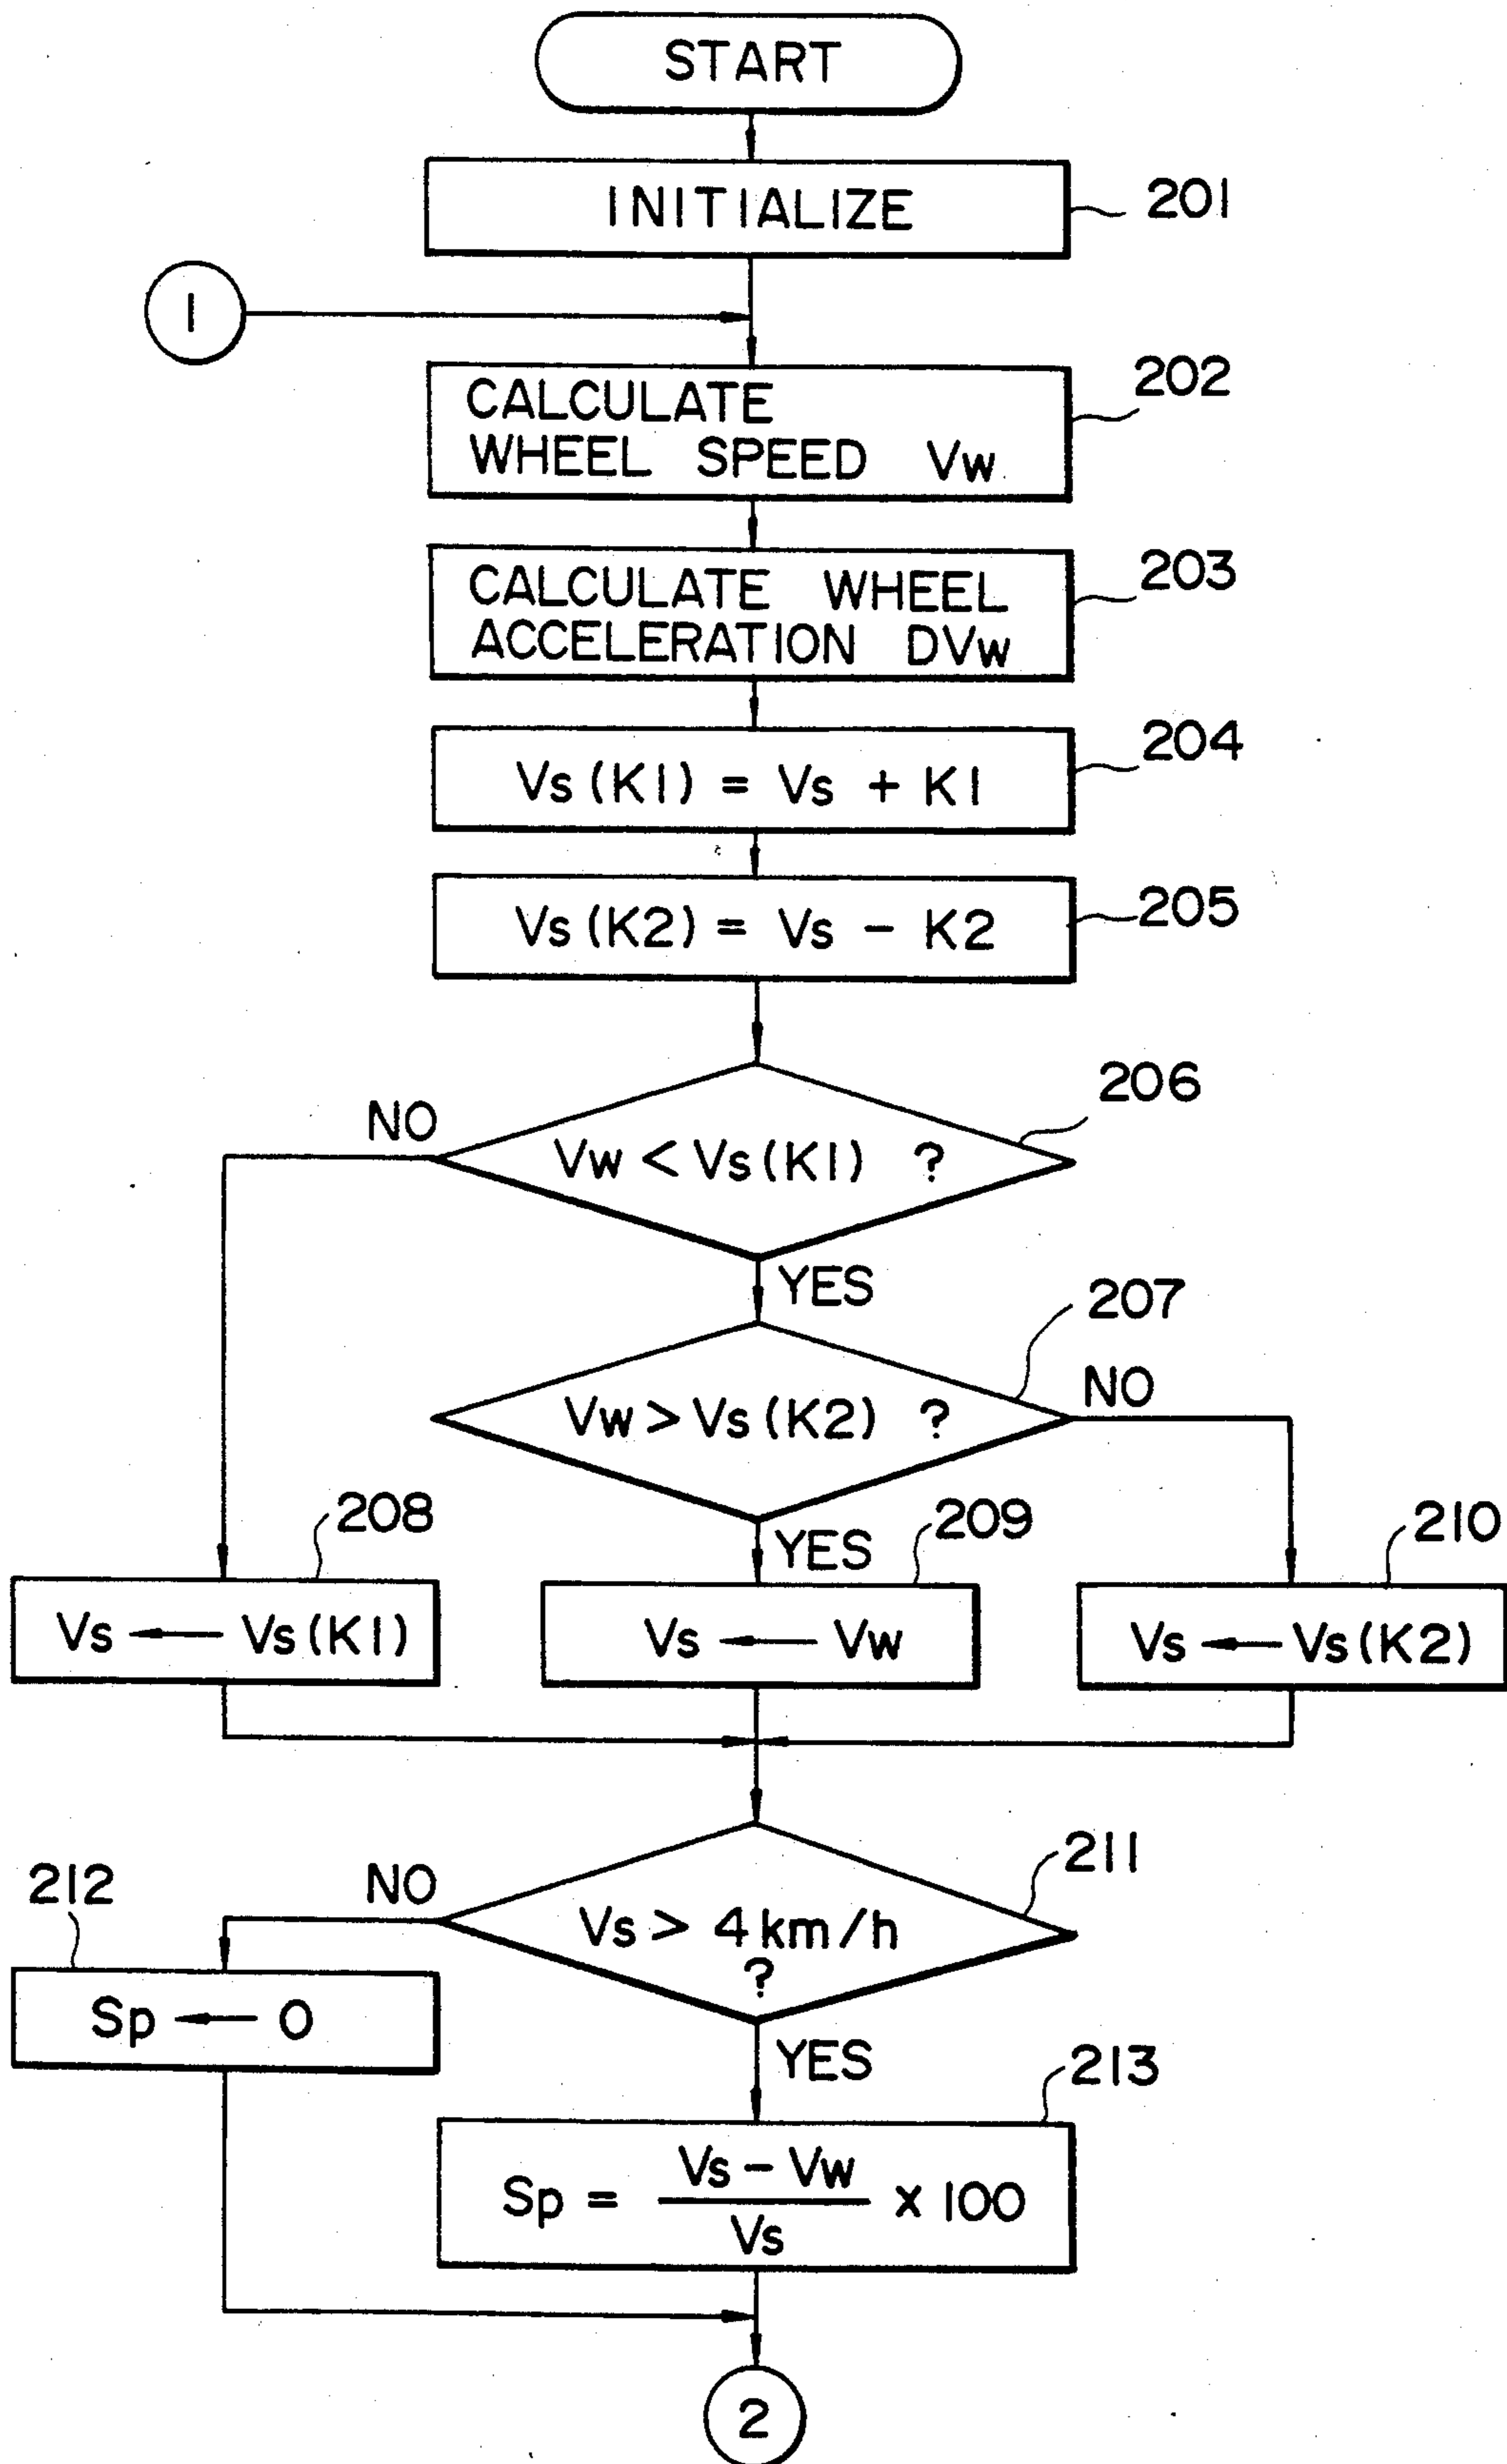 START
INITIALIZE
201
1
202
CALCULATE
WHEEL SPEED Vw
203
CALCULATE WHEEL
ACCELERATION DVw
204
Vs (K1) = Vs + K1
205
Vs (K2) = Vs - K2
206
NO
Vw < Vs (K1) ?
YES
207
NO
Vw > Vs (K2) ?
YES
208
209
210
Vs ← Vs (K1)
Vs ← Vw
Vs ← Vs (K2)
211
212
NO
Vs > 4 km/h
?
Sp ← 0
YES
213
Vs - Vw
Sp = ——— x 100
Vs
2